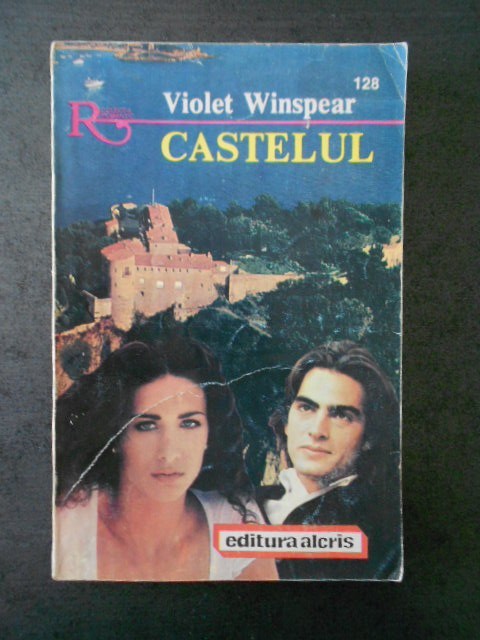 128
Violet Winspear
CASTELUL
editura alcris